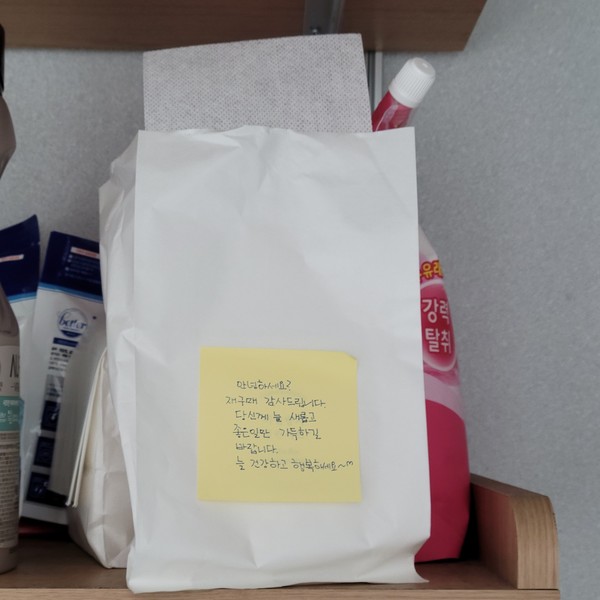 안녕하세요?
재구매 감사드립니다.
당신께 늘 새롭고
좋은일만 가득하길
바랍니다.
늘 건강하고 행복하세요~^^
강력
탈취